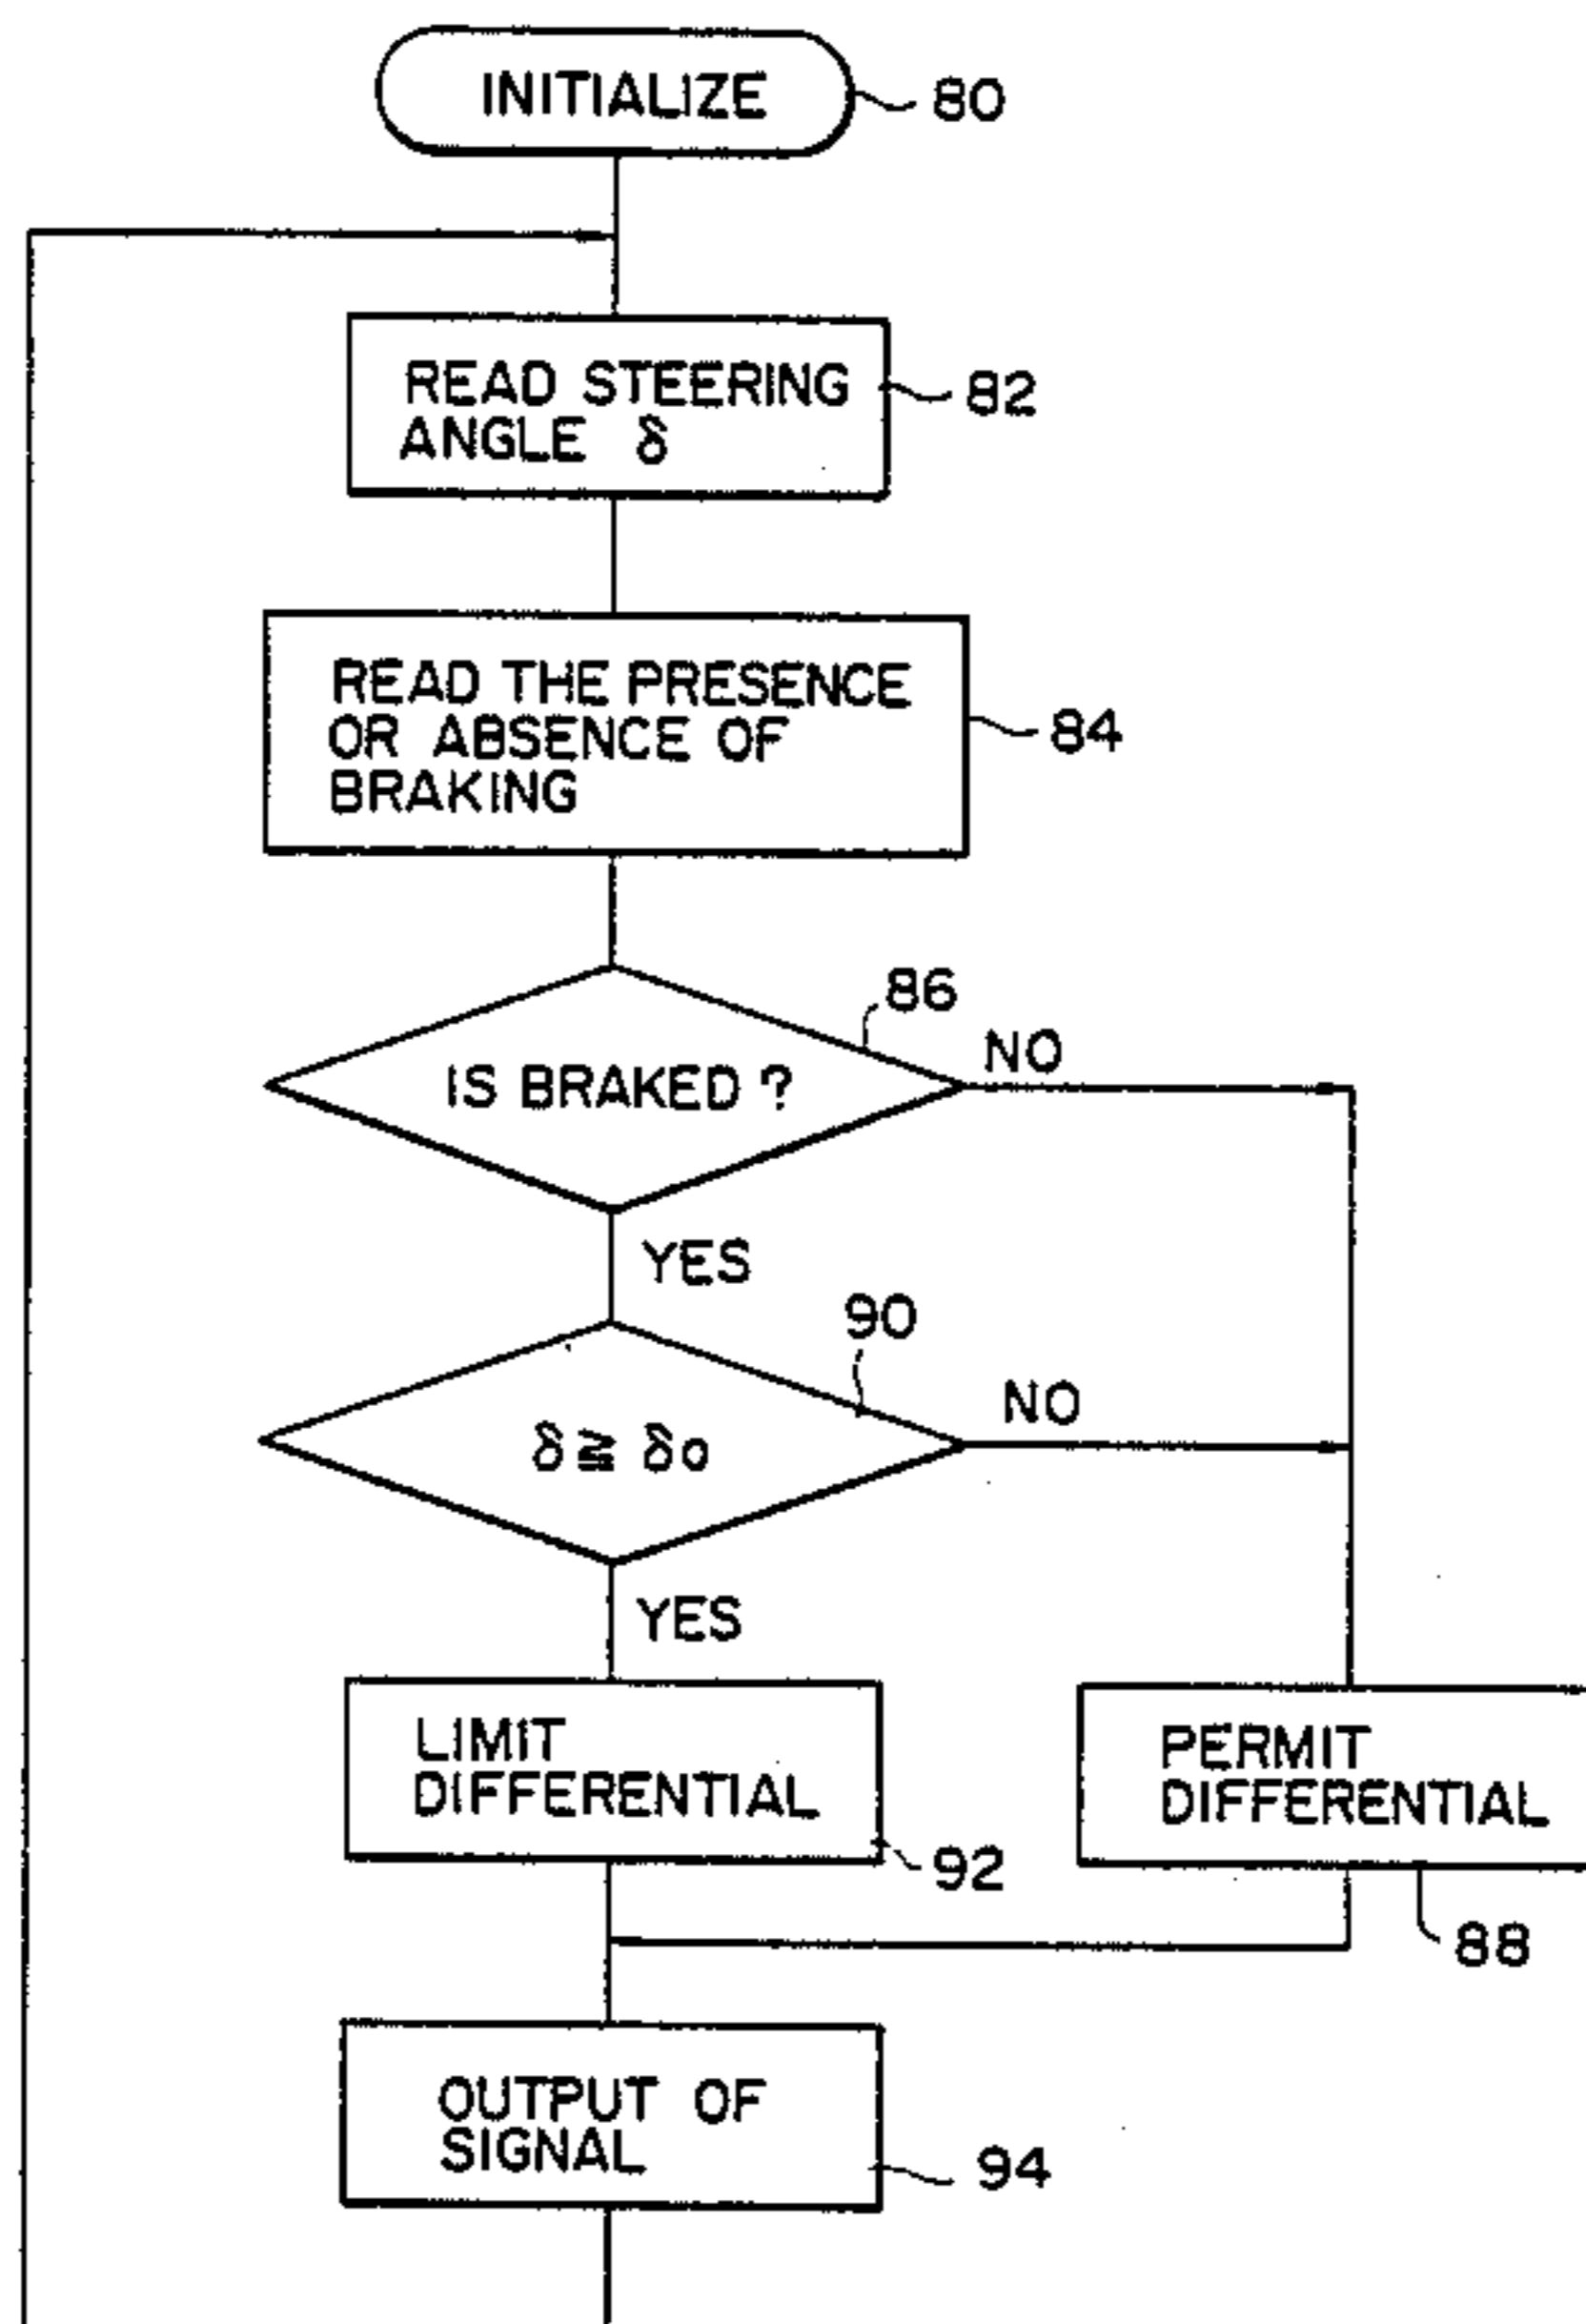 INITIALIZE
80
READ STEERING
ANGLE δ
82
READ THE PRESENCE
OR ABSENCE OF
BRAKING
84
86
IS BRAKED ?
NO
YES
90
δ ≧ δo
NO
YES
LIMIT
DIFFERENTIAL
92
PERMIT
DIFFERENTIAL
88
OUTPUT OF
SIGNAL
94